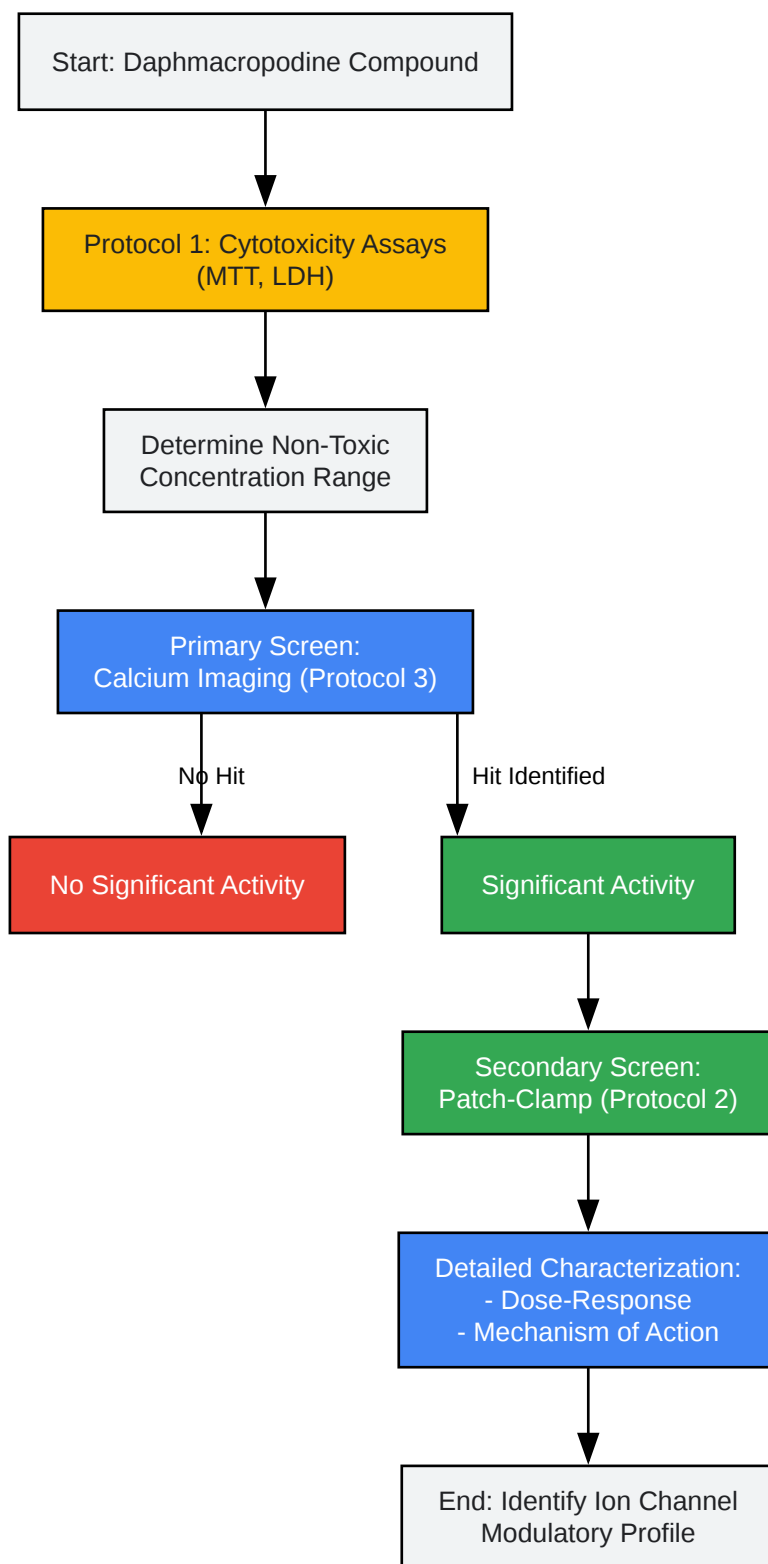 Start: Daphmacropodine Compound
Protocol 1: Cytotoxicity Assays
(MTT, LDH)
Determine Non-Toxic
Concentration Range
Primary Screen:
Calcium Imaging (Protocol 3)
No Hit
Hit Identified
No Significant Activity
Significant Activity
Secondary Screen:
Patch-Clamp (Protocol 2)
Detailed Characterization:
- Dose-Response
- Mechanism of Action
End: Identify Ion Channel
Modulatory Profile